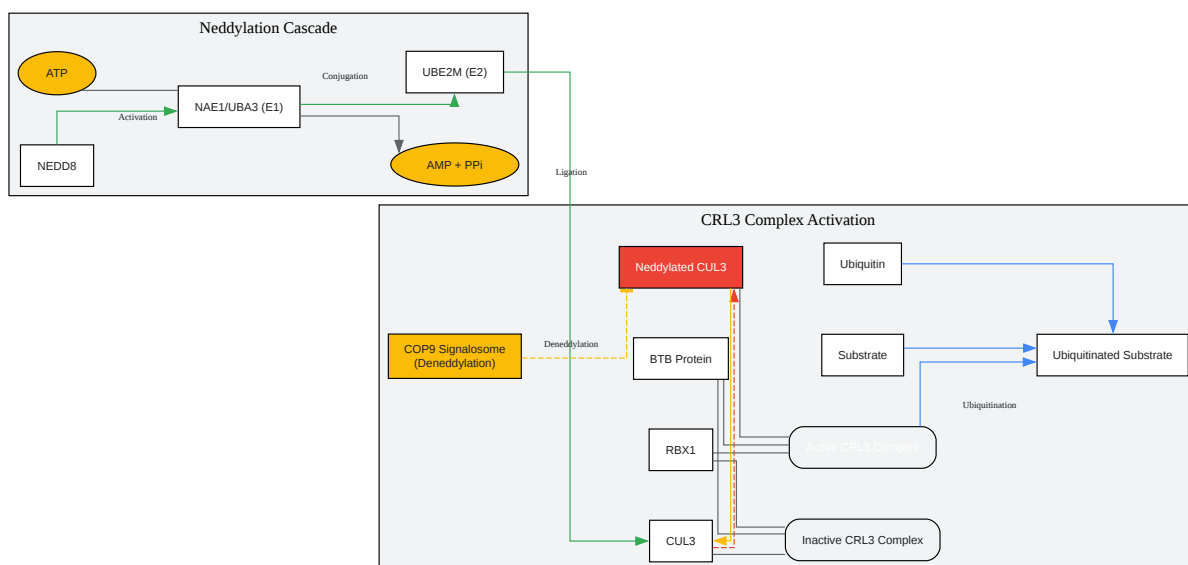 Neddylation Cascade
ATP
UBE2M (E2)
Conjugation
NAE1/UBA3 (E1)
Activation
NEDD8
AMP + PPi
Ligation
CRL3 Complex Activation
Neddylated CUL3
Ubiquitin
COP9 Signalosome
(Deneddylation)
Deneddylation
BTB Protein
Substrate
Ubiquitinated Substrate
Ubiquitination
RBX1
Active CRL3 Complex
CUL3
Inactive CRL3 Complex